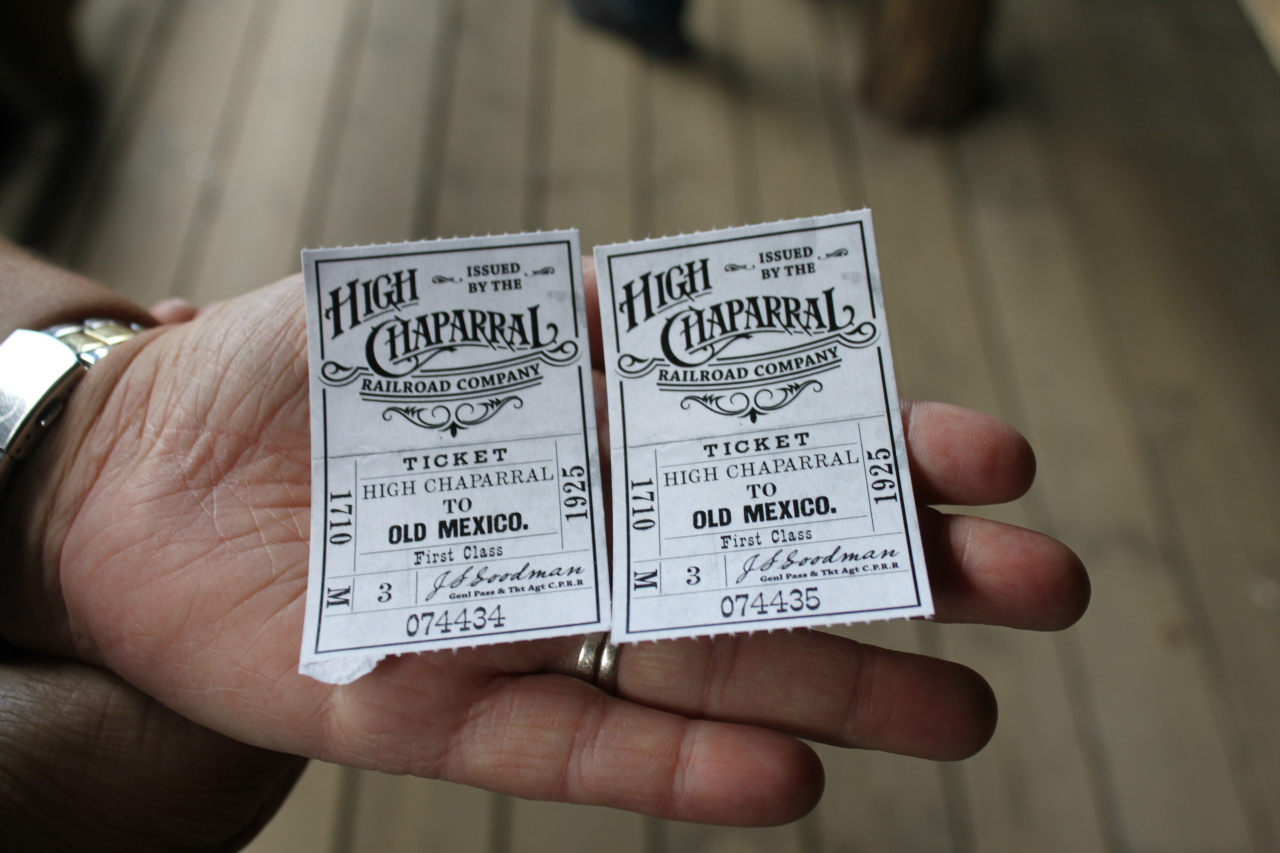 HIGH ISSUED
BY THE
CHAPARRAL
RAILROAD COMPANY
TICKET
HIGH CHAPARRAL
TO
OLD MEXICO.
First Class
1710
1925
M
3
J S Goodman
Genl Pass & Tkt Agt C.P.R.R
074434
HIGH ISSUED
BY THE
CHAPARRAL
RAILROAD COMPANY
TICKET
HIGH CHAPARRAL
TO
OLD MEXICO.
First Class
1710
1925
M
3
J S Goodman
Genl Pass & Tkt Agt C.P.R.R
074435